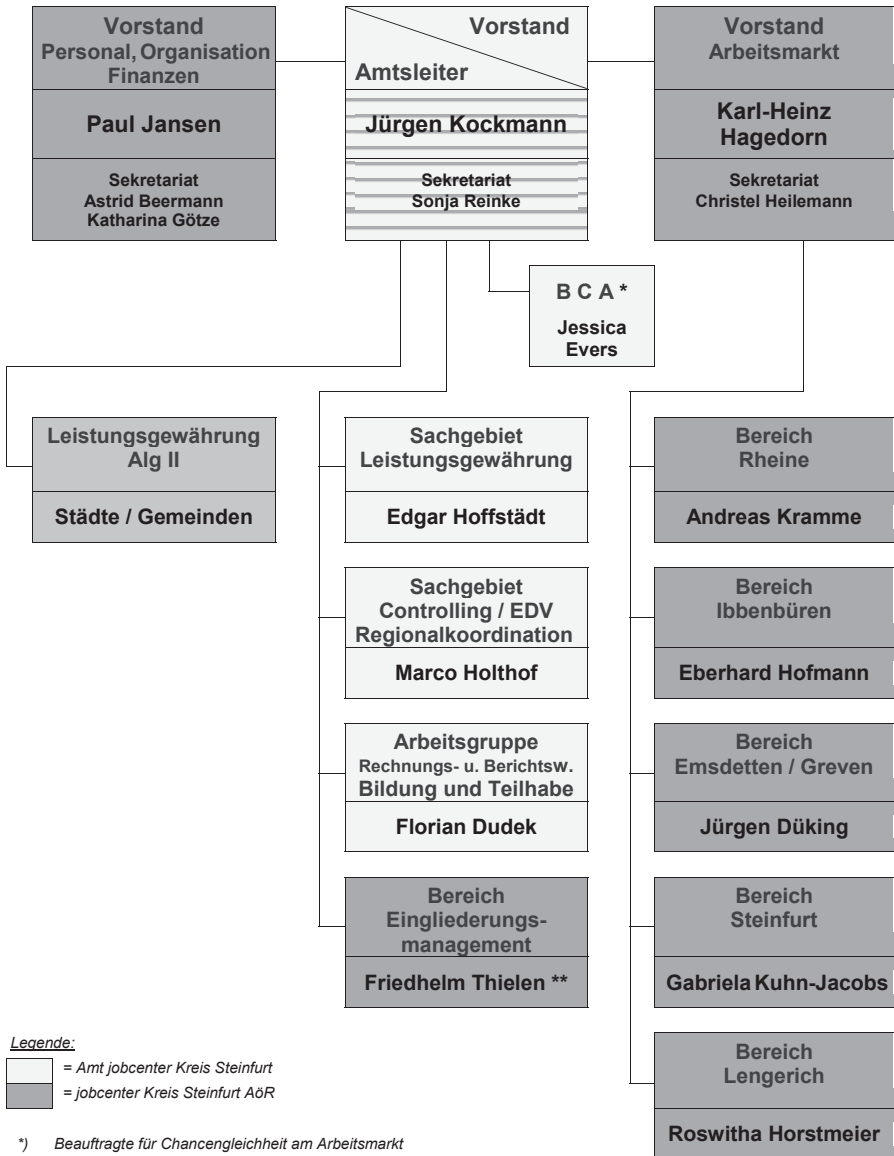 Vorstand
Personal, Organisation
Finanzen
Paul Jansen
Sekretariat
Astrid Beermann
Katharina Götze
Vorstand
Amtsleiter
Jürgen Kockmann
Sekretariat
Sonja Reinke
Vorstand
Arbeitsmarkt
Karl-Heinz
Hagedorn
Sekretariat
Christel Heilemann
B C A *
Jessica
Evers
Leistungsgewährung
Alg II
Städte / Gemeinden
Sachgebiet
Leistungsgewährung
Edgar Hoffstädt
Sachgebiet
Controlling / EDV
Regionalkoordination
Marco Holthof
Arbeitsgruppe
Rechnungs- u. Berichtsw.
Bildung und Teilhabe
Florian Dudek
Bereich
Eingliederungs-
management
Friedhelm Thielen **
Bereich
Rheine
Andreas Kramme
Bereich
Ibbenbüren
Eberhard Hofmann
Bereich
Emsdetten / Greven
Jürgen Düking
Bereich
Steinfurt
Gabriela Kuhn-Jacobs
Bereich
Lengerich
Roswitha Horstmeier
Legende:
= Amt jobcenter Kreis Steinfurt
= jobcenter Kreis Steinfurt AöR
*) Beauftragte für Chancengleichheit am Arbeitsmarkt